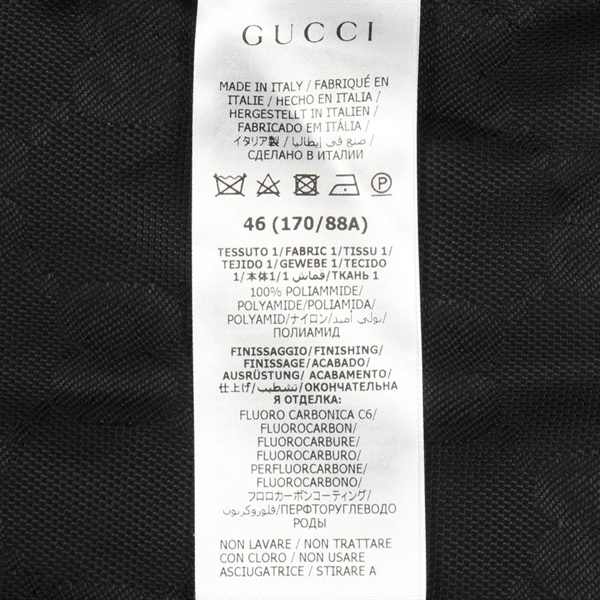 GUCCI
MADE IN ITALY / FABRIQUÉ EN
ITALIE / HECHO EN ITALIA /
HERGESTELLT IN ITALIEN /
FABRICADO EM ITÁLIA /
イタリア製 / صنع في إيطاليا /
СДЕЛАНО В ИТАЛИИ
P
46 (170/88A)
TESSUTO 1/FABRIC 1/TISSU 1/
TEJIDO 1/GEWEBE 1/TECIDO
1/本体1/قماش 1/ТКАНЬ 1
100% POLIAMMIDE/
POLYAMIDE/POLIAMIDA/
POLYAMID/ナイロン/بولي أميد/
ПОЛИАМИД
FINISSAGGIO/FINISHING/
FINISSAGE/ACABADO/
AUSRÜSTUNG/ACABAMENTO/
仕上げ/تشطيب/ОКОНЧАТЕЛЬНА
Я ОТДЕЛКА:
FLUORO CARBONICA C6/
FLUOROCARBON/
FLUOROCARBURE/
FLUOROCARBURO/
PERFLUORCARBONE/
FLUOROCARBONO/
フロロカーボンコーティング/
فلوروكربون/ПЕРФТОРУГЛЕВОДО
РОДЫ
NON LAVARE / NON TRATTARE
CON CLORO / NON USARE
ASCIUGATRICE / STIRARE A